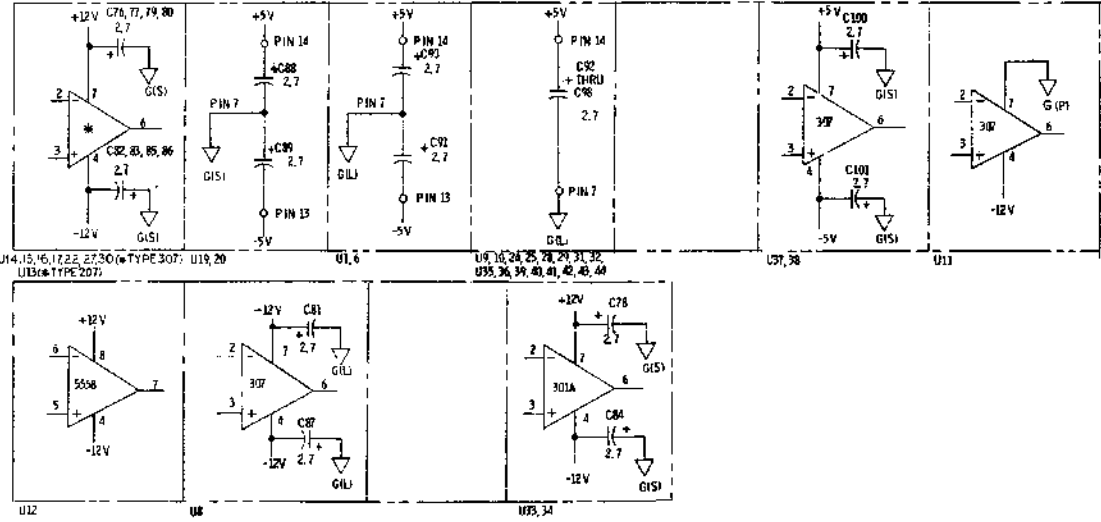 +12V
C76, 77, 79, 80
2.7
+
G(S)
2
7
-
*
6
3
+
4
C82, 83, 85, 86
2.7
+
-12V
G(S)
U14,15,16,17,22,27,30(*TYPE 307)
U13(*TYPE 207)
+5V
PIN 14
+C88
2.7
PIN 7
C89
2.7
G(S)
PIN 13
-5V
U19, 20
+5V
PIN 14
+C93
2.7
PIN 7
+C92
2.7
G(L)
PIN 13
-5V
U1, 6
+5V
PIN 14
C92
+ THRU
C98
2.7
PIN 7
G(L)
U9, 10, 24, 25, 28, 29, 31, 32,
U35, 36, 39, 40, 41, 42, 43, 44
+5V
C100
+
2.7
G(S)
2
7
-
307
6
3
+
4
C101
2.7
+
-5V
G(S)
U37, 38
2
7
-
G (P)
307
6
3
+
4
-12V
U11
+12V
6
8
-
5558
7
5
+
4
-12V
U12
-12V
C81
+
2.7
G(L)
2
7
-
307
6
3
+
4
C87
2.7
+
-12V
G(L)
U8
+12V
C78
+
2.7
G(S)
2
7
-
301A
6
3
+
4
C84
+
2.7
-12V
G(S)
U33, 34